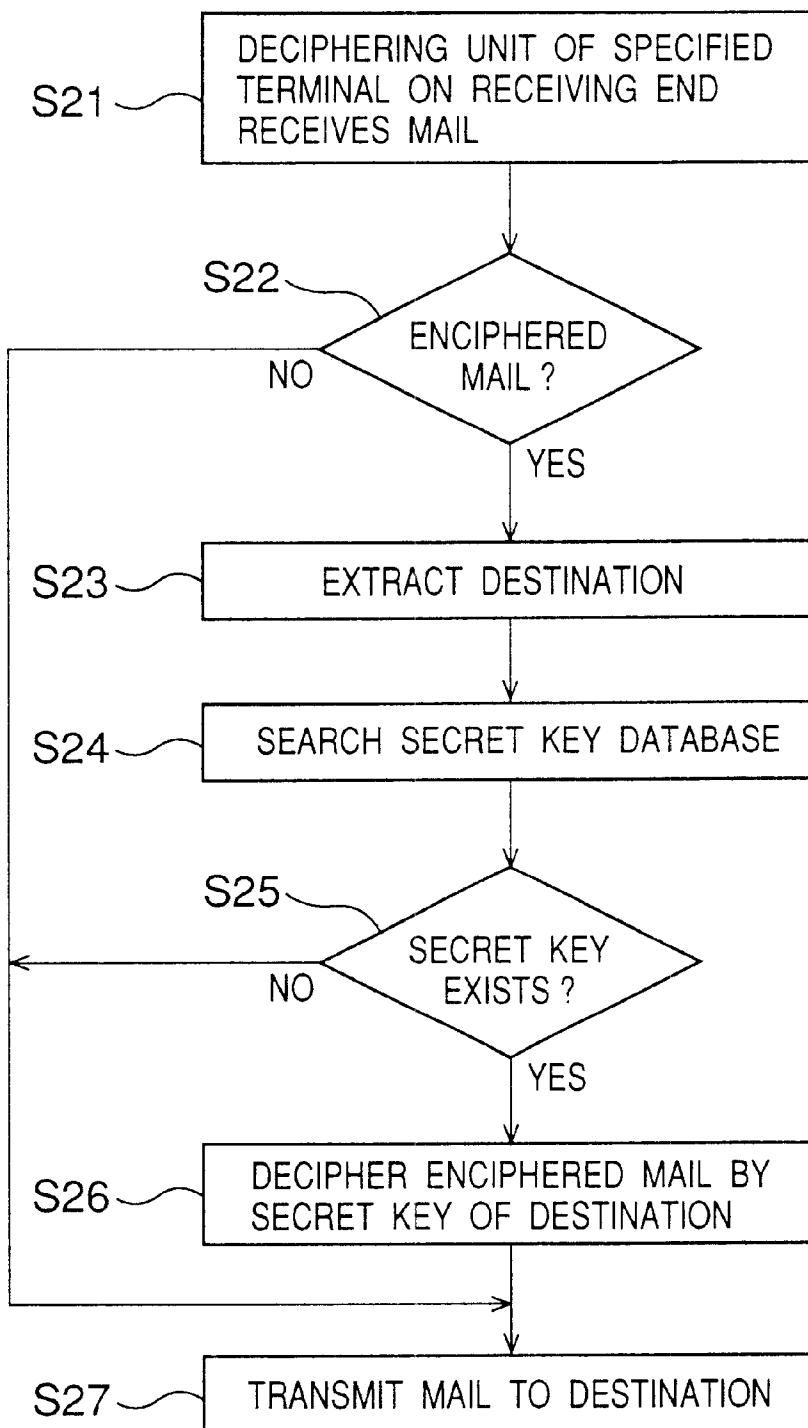 S21
DECIPHERING UNIT OF SPECIFIED
TERMINAL ON RECEIVING END
RECEIVES MAIL
S22
ENCIPHERED
MAIL ?
NO
YES
S23
EXTRACT DESTINATION
S24
SEARCH SECRET KEY DATABASE
S25
SECRET KEY
EXISTS ?
NO
YES
S26
DECIPHER ENCIPHERED MAIL BY
SECRET KEY OF DESTINATION
S27
TRANSMIT MAIL TO DESTINATION